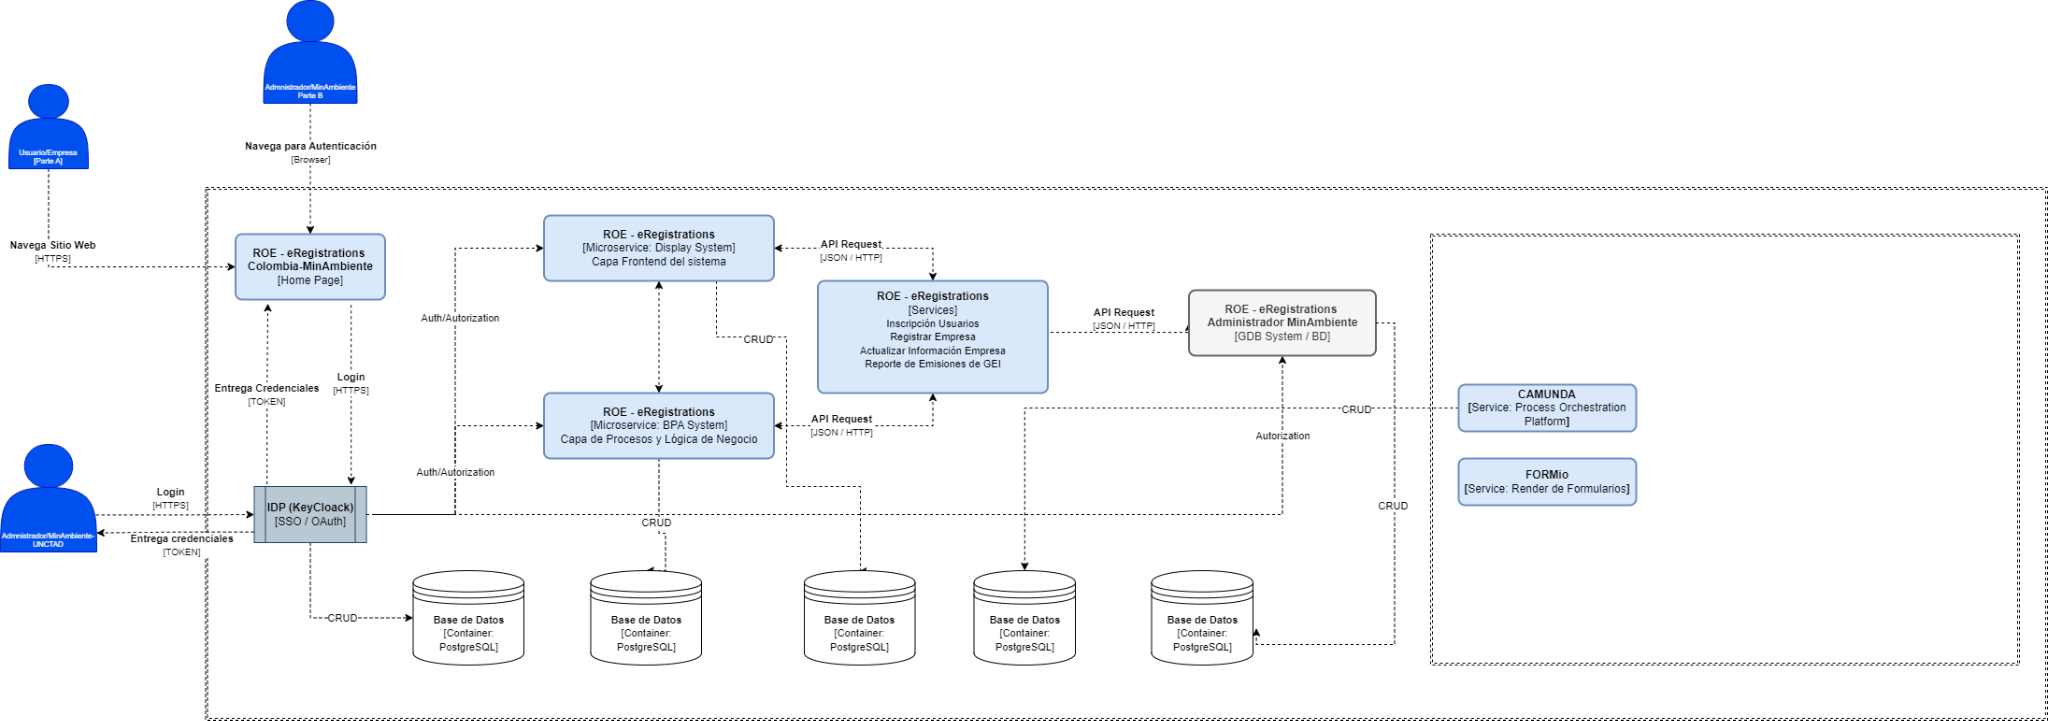 Admnistrador/MinAmbiente
Parte B
Usuario/Empresa
[Parte A]
Navega para Autenticación
[Browser]
Navega Sitio Web
[HTTPS]
ROE - eRegistrations
Colombia-MinAmbiente
[Home Page]
ROE - eRegistrations
[Microservice: Display System]
Capa Frontend del sistema
API Request
[JSON / HTTP]
ROE - eRegistrations
[Services]
Inscripción Usuarios
Registrar Empresa
Actualizar Información Empresa
Reporte de Emisiones de GEI
API Request
[JSON / HTTP]
ROE - eRegistrations
Administrador MinAmbiente
[GDB System / BD]
Auth/Autorization
CRUD
Entrega Credenciales
[TOKEN]
Login
[HTTPS]
ROE - eRegistrations
[Microservice: BPA System]
Capa de Procesos y Lógica de Negocio
API Request
[JSON / HTTP]
CRUD
CAMUNDA
[Service: Process Orchestration
Platform]
Autorization
Auth/Autorization
FORMio
[Service: Render de Formularios]
Login
[HTTPS]
IDP (KeyCloack)
[SSO / OAuth]
CRUD
CRUD
Admnistrador/MinAmbiente-
UNCTAD
Entrega credenciales
[TOKEN]
CRUD
Base de Datos
[Container:
PostgreSQL]
Base de Datos
[Container:
PostgreSQL]
Base de Datos
[Container:
PostgreSQL]
Base de Datos
[Container:
PostgreSQL]
Base de Datos
[Container:
PostgreSQL]